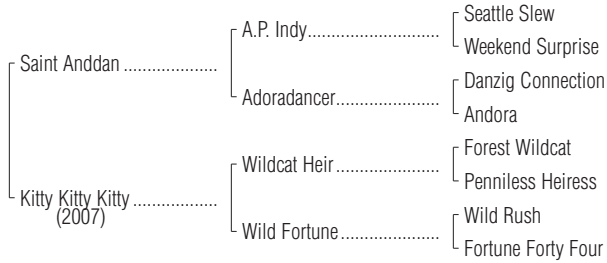 Seattle Slew
A.P. Indy........................
Weekend Surprise
Saint Anddan ..................
Danzig Connection
Adoradancer....................
Andora
Forest Wildcat
Wildcat Heir ....................
Penniless Heiress
Kitty Kitty Kitty ................
(2007)
Wild Rush
Wild Fortune...................
Fortune Forty Four